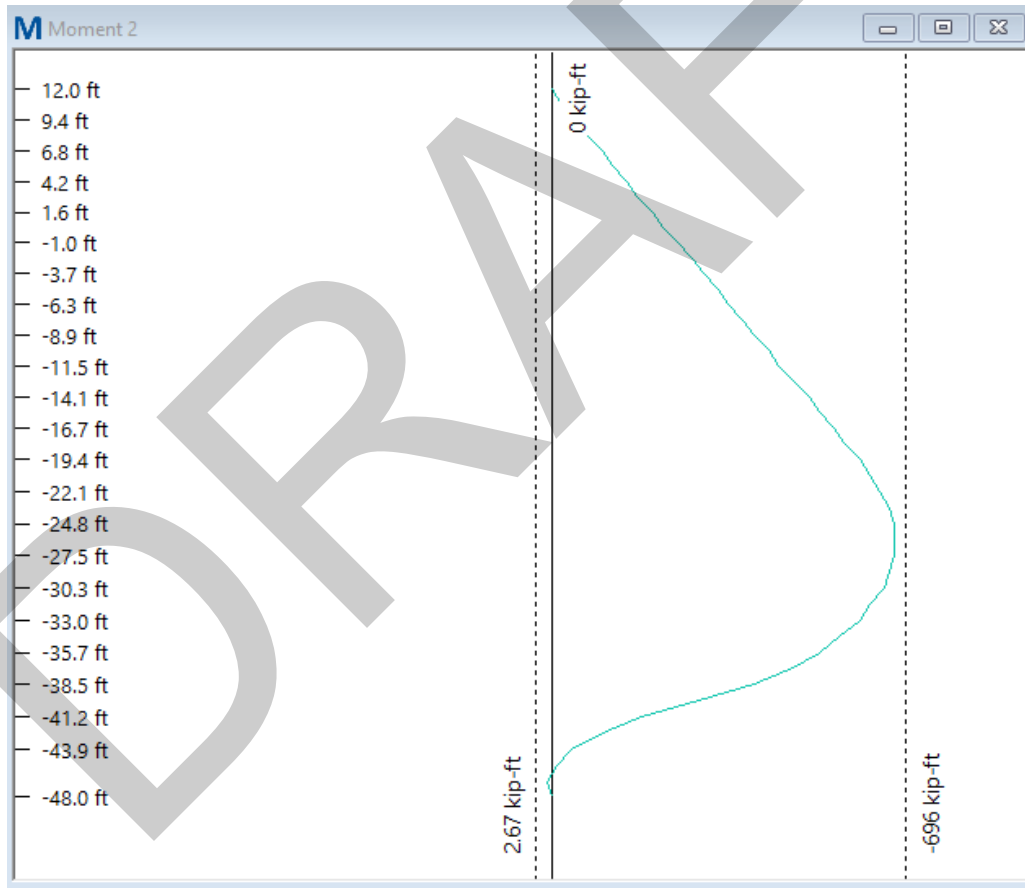 M Moment 2
12.0 ft
9.4 ft
6.8 ft
4.2 ft
1.6 ft
-1.0 ft
-3.7 ft
-6.3 ft
-8.9 ft
-11.5 ft
-14.1 ft
-16.7 ft
-19.4 ft
-22.1 ft
-24.8 ft
-27.5 ft
-30.3 ft
-33.0 ft
-35.7 ft
-38.5 ft
-41.2 ft
-43.9 ft
-48.0 ft
2.67 kip-ft
0 kip-ft
-696 kip-ft
DRAF